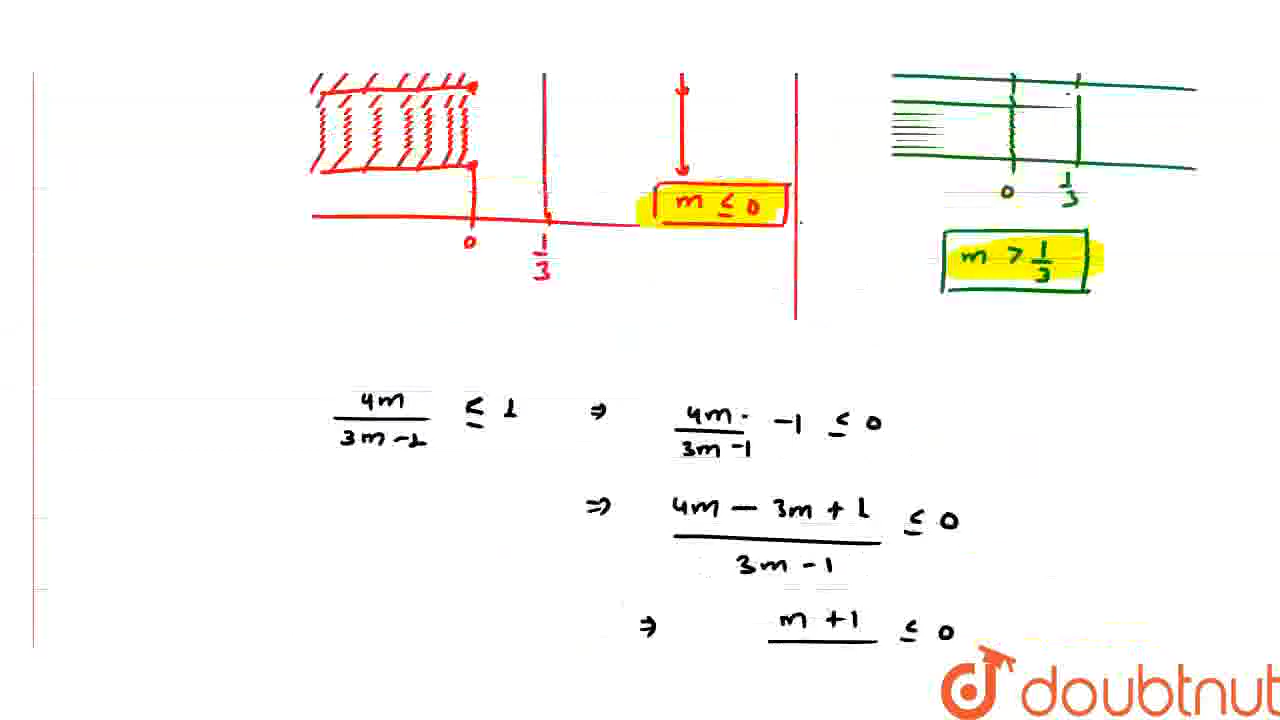 m ≤ 0
0 1/3
0 1/3
m > 1/3
4m/3m-1 ≤ 1 ⇒ 4m/3m-1 -1 ≤ 0
⇒ 4m - 3m + 1/3m - 1 ≤ 0
⇒ m + 1 ≤ 0
doubtnut